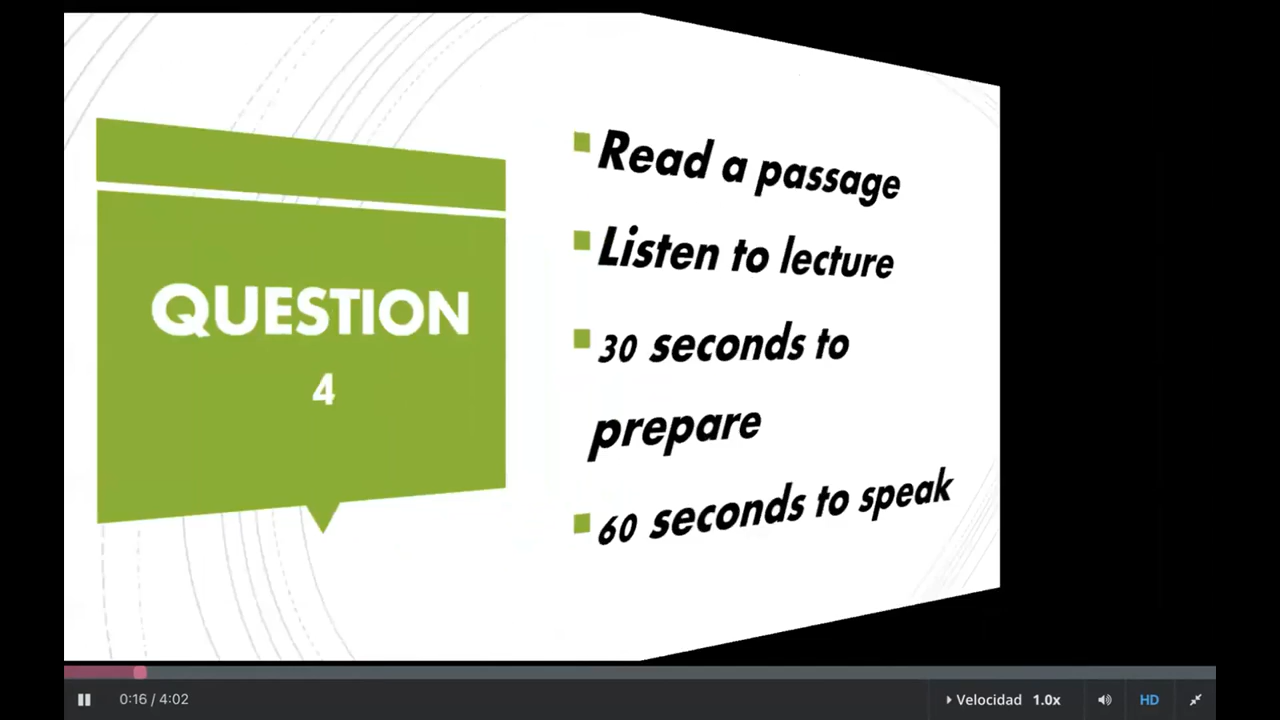 QUESTION
4
Read a passage
Listen to lecture
30 seconds to
prepare
60 seconds to speak
0:16 / 4:02
Velocidad 1.0x
HD